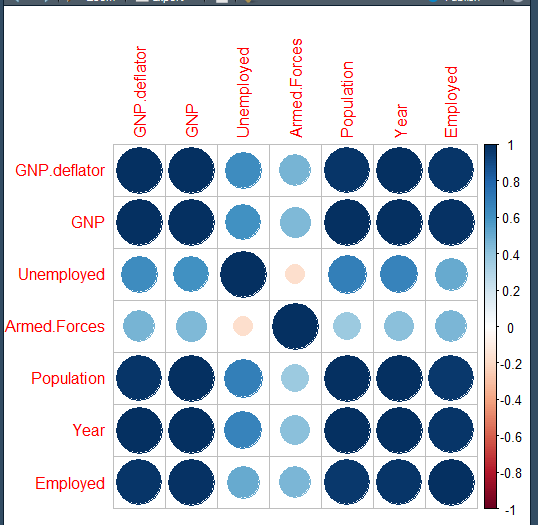 GNP.deflator
GNP
Unemployed
Armed.Forces
Population
Year
Employed
GNP.deflator
GNP
Unemployed
Armed.Forces
Population
Year
Employed
1
0.8
0.6
0.4
0.2
0
-0.2
-0.4
-0.6
-0.8
-1